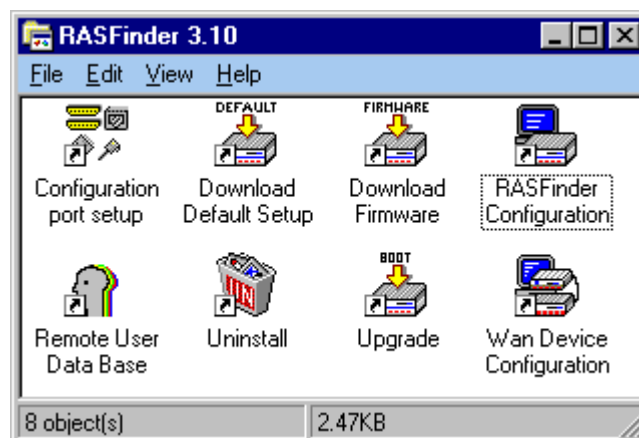 RASFinder 3.10
File Edit View Help
DEFAULT FIRMWARE
Configuration Download Download RASFinder
port setup Default Setup Firmware Configuration
BOOT
UN
Remote User Uninstall Upgrade Wan Device
Data Base Configuration
8 object(s) 2.47KB